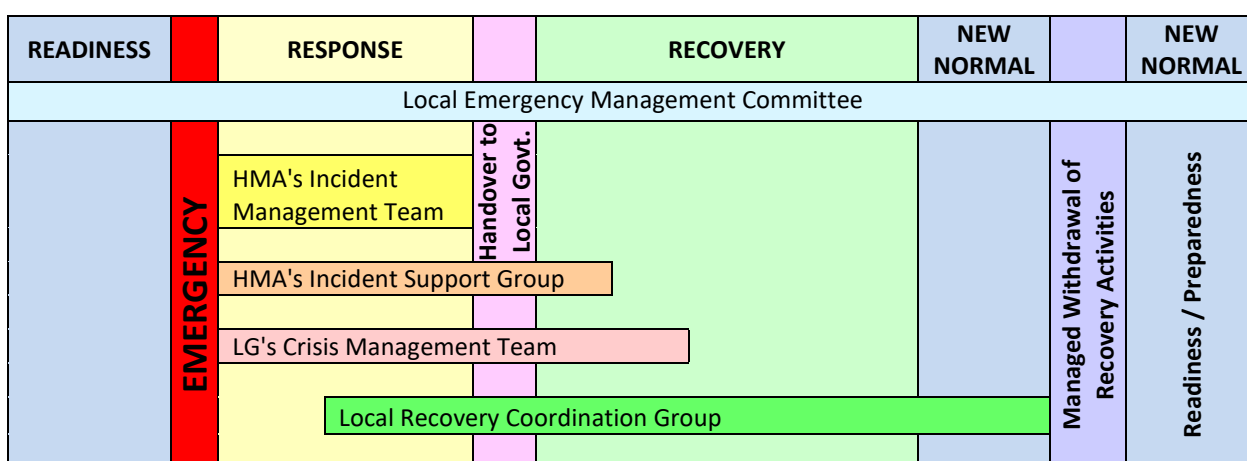 READINESS
RESPONSE
RECOVERY
NEW
NORMAL
NEW
NORMAL
Local Emergency Management Committee
EMERGENCY
HMA's Incident
Management Team
Handover to
Local Govt.
HMA's Incident Support Group
LG's Crisis Management Team
Local Recovery Coordination Group
Managed Withdrawal of
Recovery Activities
Readiness / Preparedness